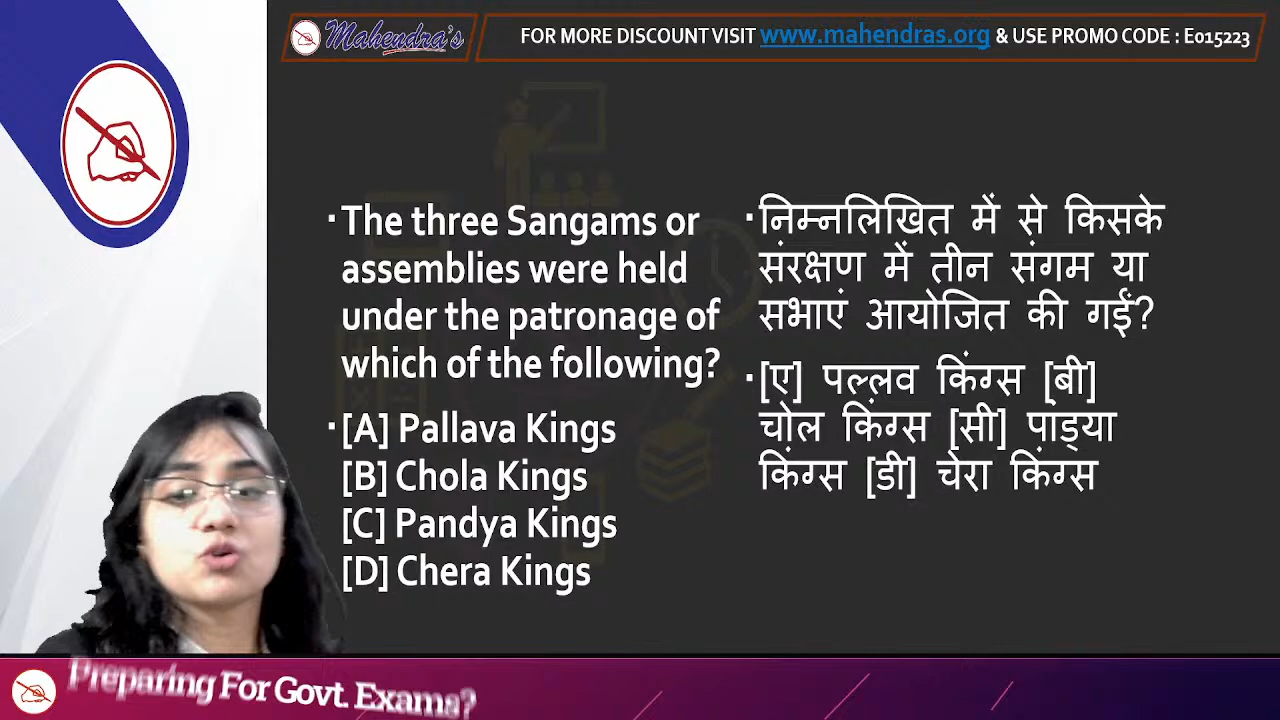 Mahendra's
FOR MORE DISCOUNT VISIT www.mahendras.org & USE PROMO CODE : E015223
The three Sangams or
assemblies were held
under the patronage of
which of the following?
[A] Pallava Kings
[B] Chola Kings
[C] Pandya Kings
[D] Chera Kings
निम्नलिखित में से किसके
संरक्षण में तीन संगम या
सभाएं आयोजित की गईं?
[ए] पल्लव किंग्स [बी]
चोल किंग्स [सी] पांड्या
किंग्स [डी] चेरा किंग्स
Preparing For Govt. Exams?